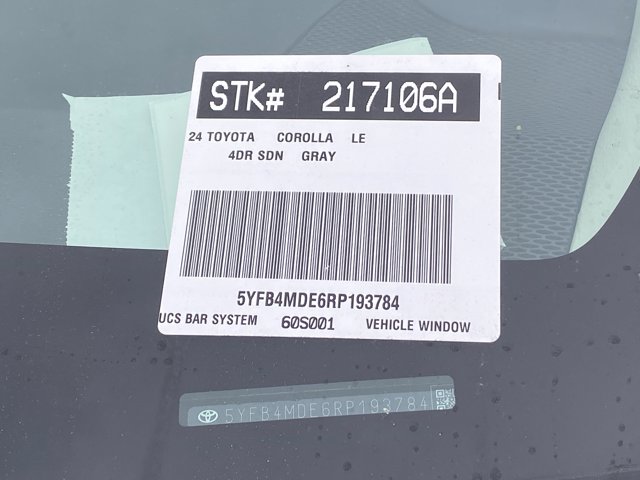 STK# 217106A
24 TOYOTA COROLLA LE
4DR SDN GRAY
5YFB4MDE6RP193784
UCS BAR SYSTEM 60S001 VEHICLE WINDOW
5YFB4MDE6RP193784